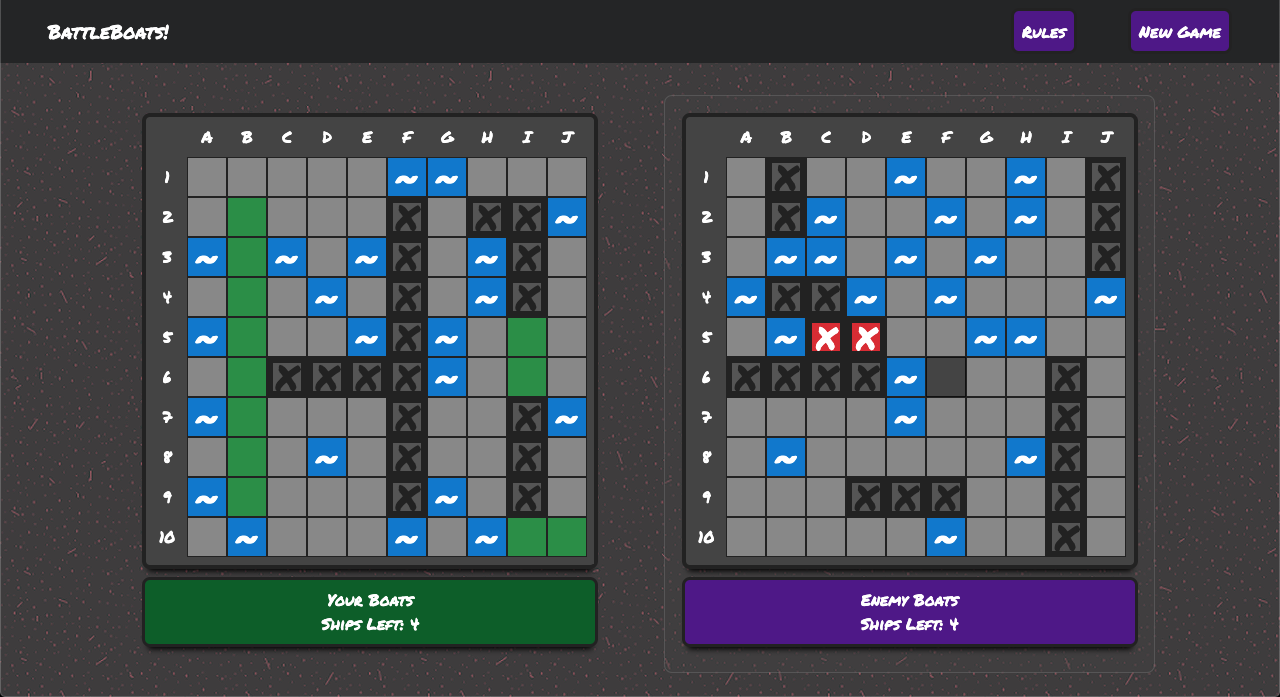 BattleBoats!
Rules
New Game
A B C D E F G H I J
1 ~ ~
2 X X X ~
3 ~ ~ ~ X ~ X
4 ~ X ~ X
5 ~ ~ X ~
6 X X X X ~
7 ~ X X ~
8 ~ X X
9 ~ X ~ X
10 ~ ~ ~
Your Boats
Ships Left: 4
A B C D E F G H I J
1 X ~ ~ X
2 X ~ ~ ~ X
3 ~ ~ ~ ~ X
4 ~ X X ~ ~ ~
5 ~ X X ~ ~
6 X X X X ~ X
7 ~ X
8 ~ ~ X
9 X X X X
10 ~ X
Enemy Boats
Ships Left: 4